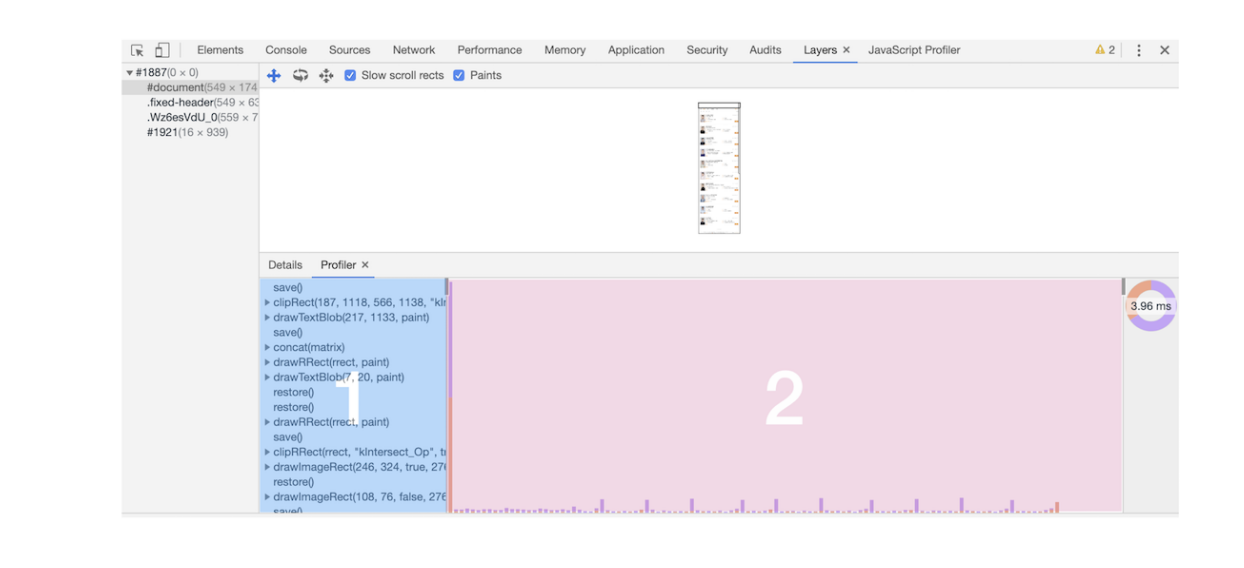 Elements Console Sources Network Performance Memory Application Security Audits Layers × JavaScript Profiler 2
#1887(0 × 0)
#document(549 × 174
.fixed-header(549 × 63
.Wz6esVdU_0(559 × 7
#1921(16 × 939)
Slow scroll rects Paints
Details Profiler ×
save()
clipRect(187, 1118, 566, 1138, "kIn
drawTextBlob(217, 1133, paint)
save()
concat(matrix)
drawRRect(rrect, paint)
drawTextBlob(7, 20, paint)
restore()
restore()
drawRRect(rrect, paint)
save()
clipRRect(rrect, "kIntersect_Op", tr
drawImageRect(246, 324, true, 276
restore()
drawImageRect(108, 76, false, 276
save()
1
2
3.96 ms